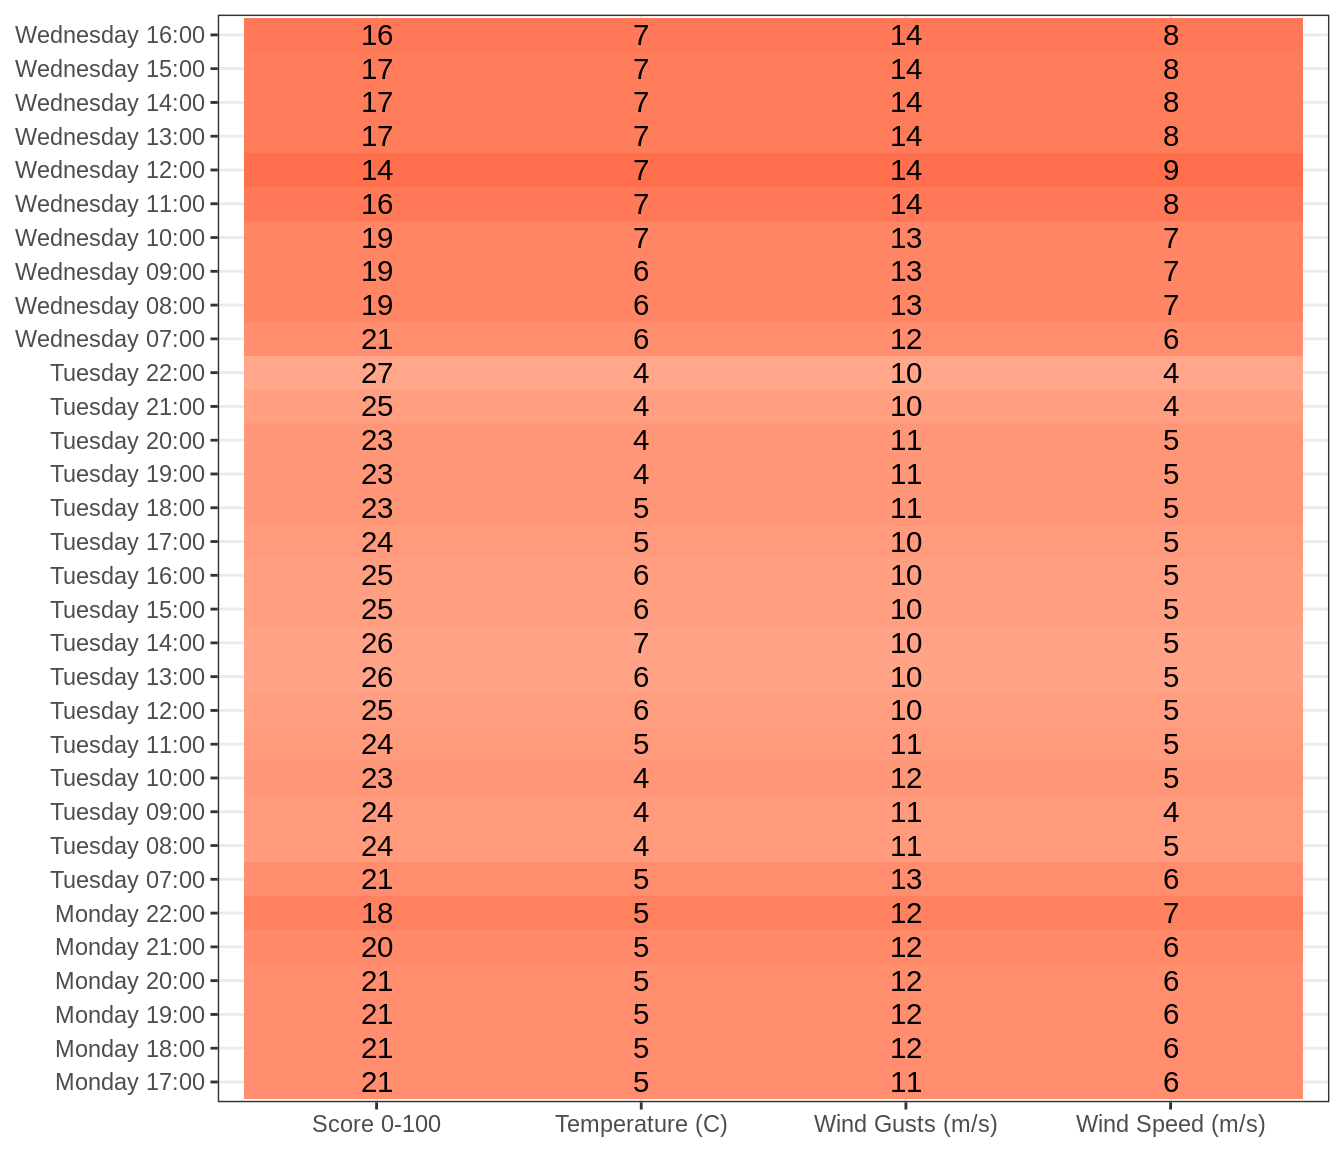 Wednesday 16:00 16 7 14 8
Wednesday 15:00 17 7 14 8
Wednesday 14:00 17 7 14 8
Wednesday 13:00 17 7 14 8
Wednesday 12:00 14 7 14 9
Wednesday 11:00 16 7 14 8
Wednesday 10:00 19 7 13 7
Wednesday 09:00 19 6 13 7
Wednesday 08:00 19 6 13 7
Wednesday 07:00 21 6 12 6
Tuesday 22:00 27 4 10 4
Tuesday 21:00 25 4 10 4
Tuesday 20:00 23 4 11 5
Tuesday 19:00 23 4 11 5
Tuesday 18:00 23 5 11 5
Tuesday 17:00 24 5 10 5
Tuesday 16:00 25 6 10 5
Tuesday 15:00 25 6 10 5
Tuesday 14:00 26 7 10 5
Tuesday 13:00 26 6 10 5
Tuesday 12:00 25 6 10 5
Tuesday 11:00 24 5 11 5
Tuesday 10:00 23 4 12 5
Tuesday 09:00 24 4 11 4
Tuesday 08:00 24 4 11 5
Tuesday 07:00 21 5 13 6
Monday 22:00 18 5 12 7
Monday 21:00 20 5 12 6
Monday 20:00 21 5 12 6
Monday 19:00 21 5 12 6
Monday 18:00 21 5 12 6
Monday 17:00 21 5 11 6
Score 0-100 Temperature (C) Wind Gusts (m/s) Wind Speed (m/s)